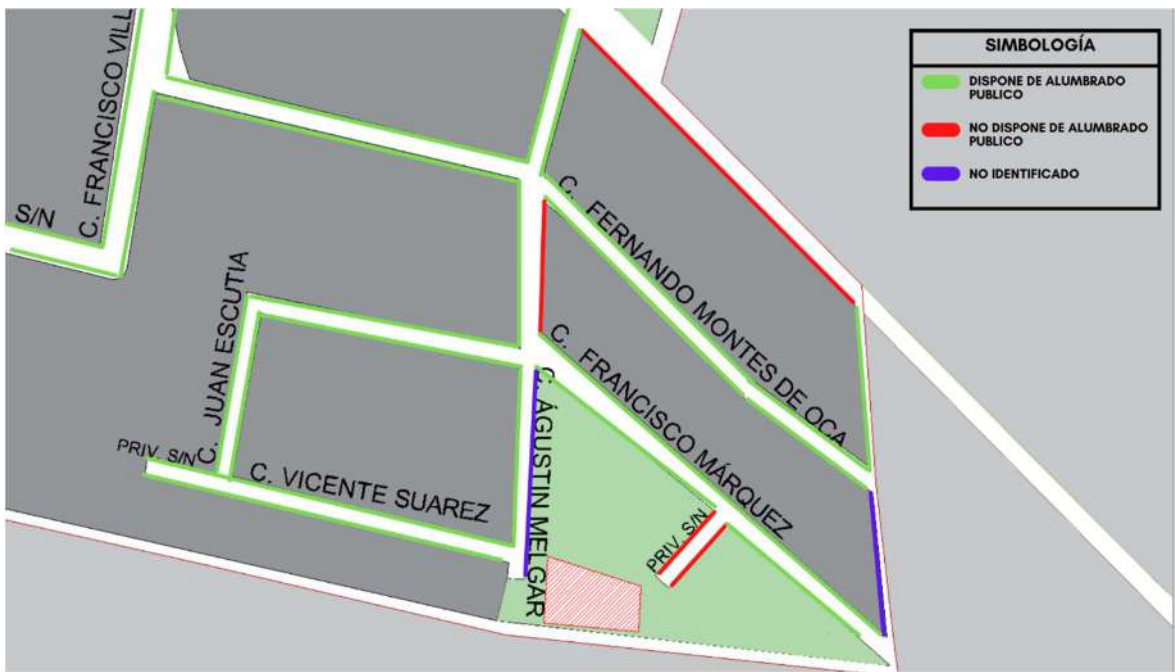 SIMBOLOGÍA
DISPONE DE ALUMBRADO
PUBLICO
NO DISPONE DE ALUMBRADO
PUBLICO
NO IDENTIFICADO
C. FRANCISCO VILL
S/N
C. JUAN ESCUTIA
PRIV. S/N
C. VICENTE SUAREZ
C. ÁGUSTIN MELGAR
C. FERNANDO MONTES DE OCA
C. FRANCISCO MÁRQUEZ
PRIV. S/N